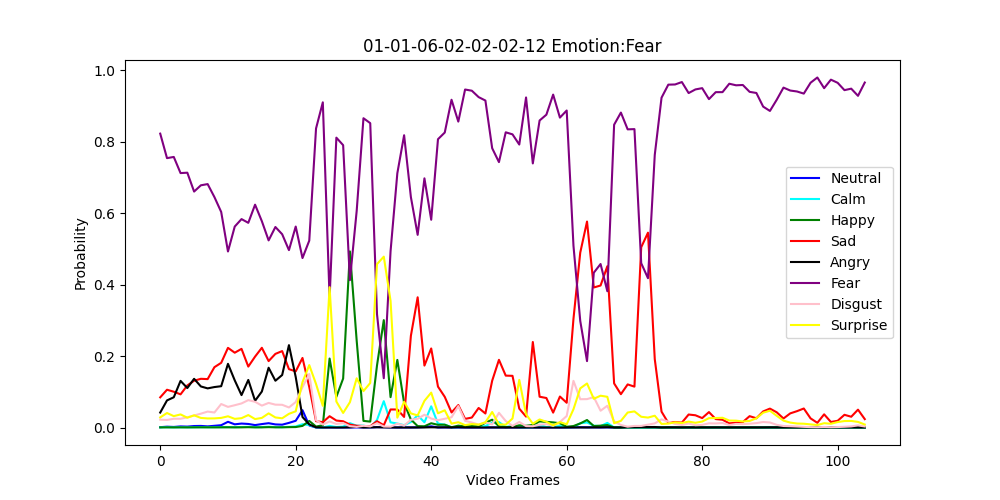 01-01-06-02-02-02-12 Emotion:Fear
1.0
0.8
0.6
0.4
0.2
0.0
Probability
0 20 40 60 80 100
Video Frames
Neutral
Calm
Happy
Sad
Angry
Fear
Disgust
Surprise